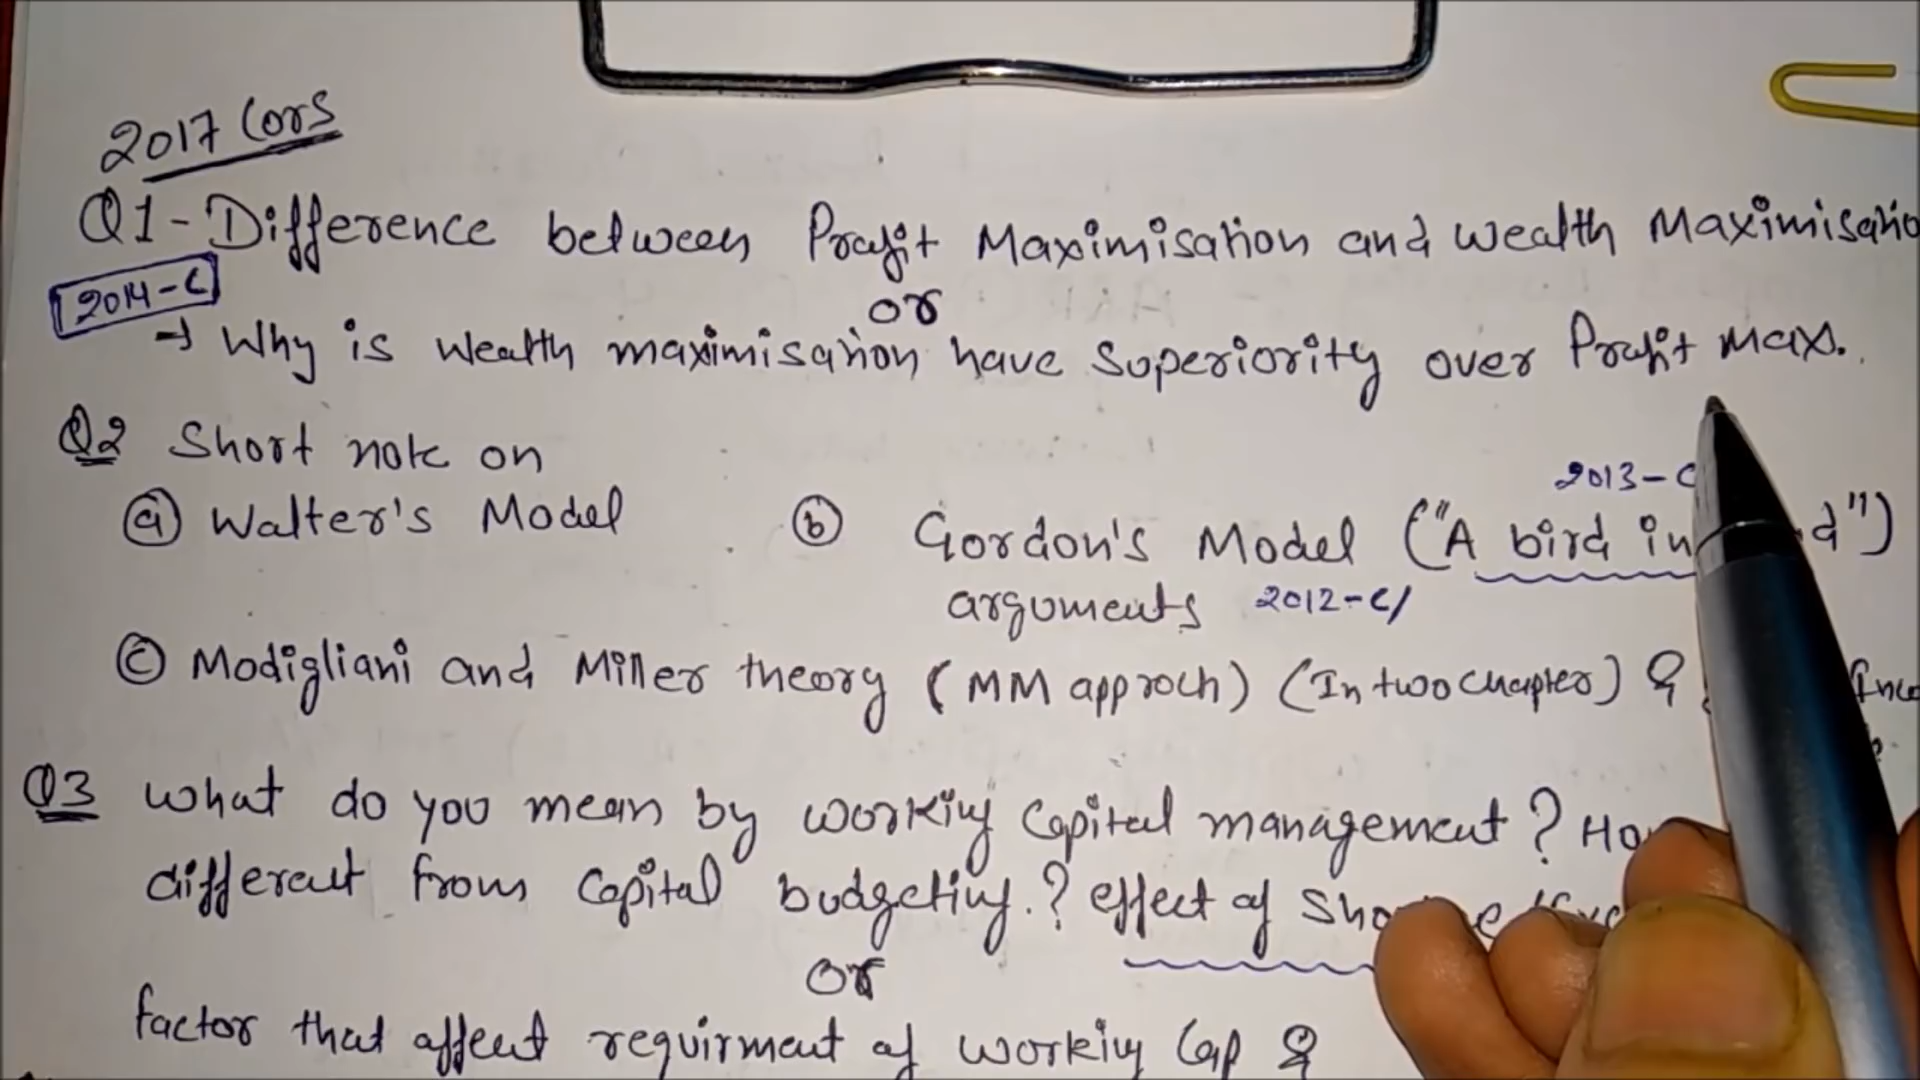 2017 Cors
Q1 - Difference between Profit Maximisation and Wealth Maximisatio
2014-C
or
→ Why is Wealth maximisation have Superiority over Profit Max.
Q2 Short note on
2013-C
(a) Walter's Model (b) Gordon's Model ("A bird in d")
arguments 2012-C/
(c) Modigliani and Miller theory (MM approch) (In two Chapter) &
Q3 What do you mean by working Capital management? Ho
different from Capital budgeting.? effect of Sho
or
factor that affect requirment of working Cap &